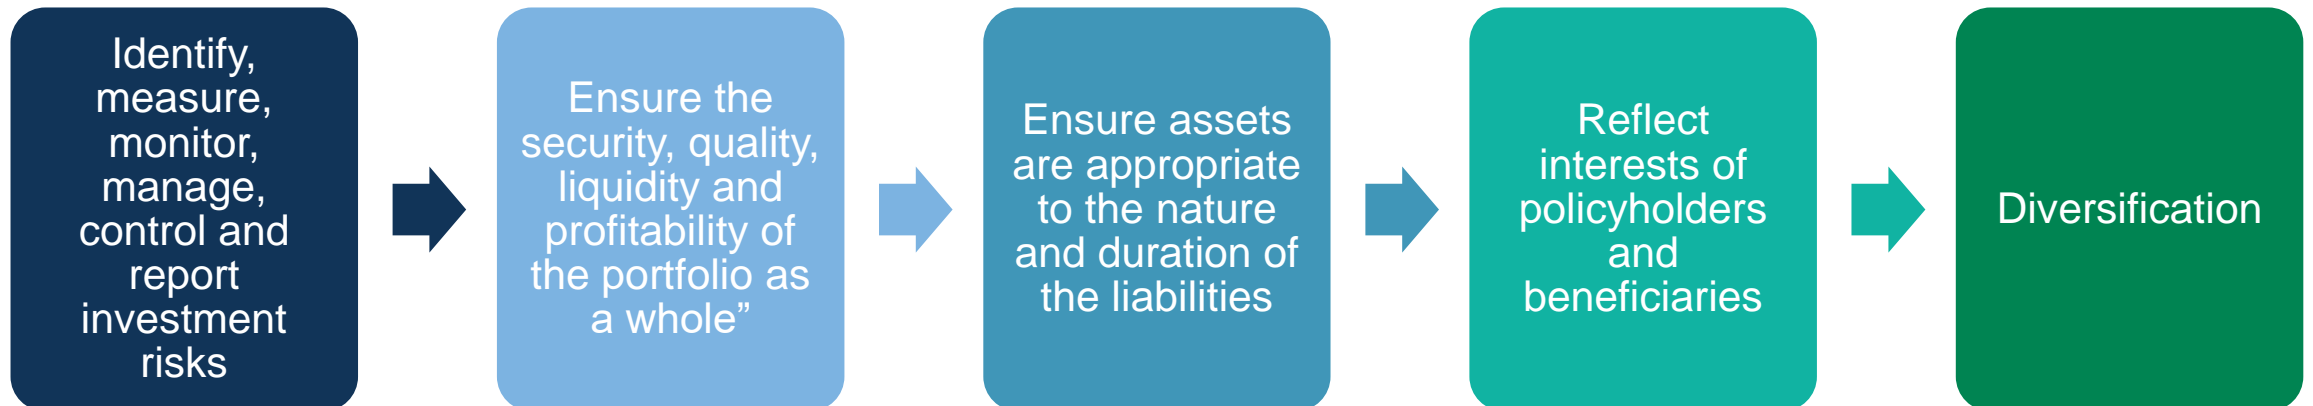 Identify,
measure,
monitor,
manage,
control and
report
investment
risks
Ensure the
security, quality,
liquidity and
profitability of
the portfolio as
a whole”
Ensure assets
are appropriate
to the nature
and duration of
the liabilities
Reflect
interests of
policyholders
and
beneficiaries
Diversification